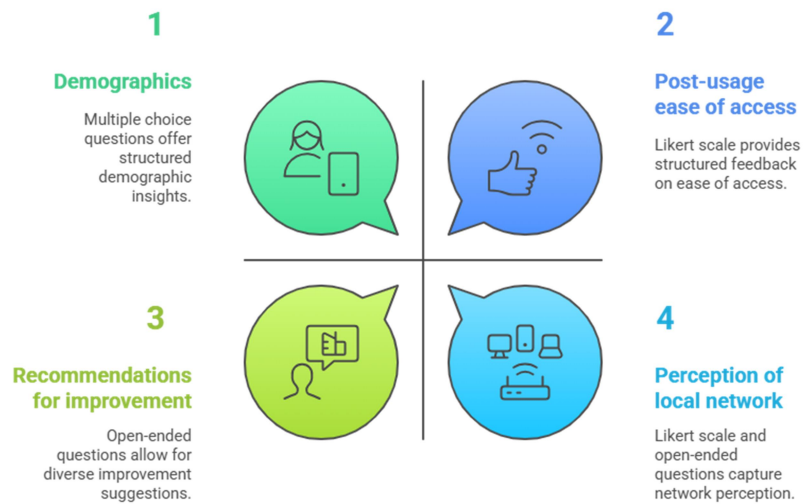 1
Demographics
Multiple choice
questions offer
structured
demographic
insights.
2
Post-usage
ease of access
Likert scale provides
structured feedback
on ease of access.
3
Recommendations
for improvement
Open-ended
questions allow for
diverse improvement
suggestions.
4
Perception of
local network
Likert scale and
open-ended
questions capture
network perception.